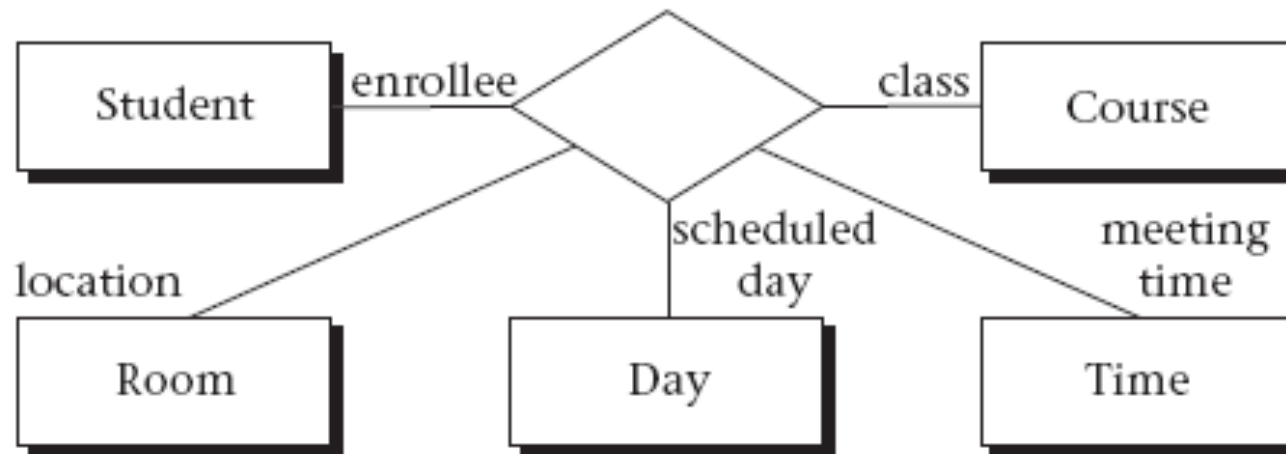 Student
enrollee
class
Course
location
scheduled
day
meeting
time
Room
Day
Time